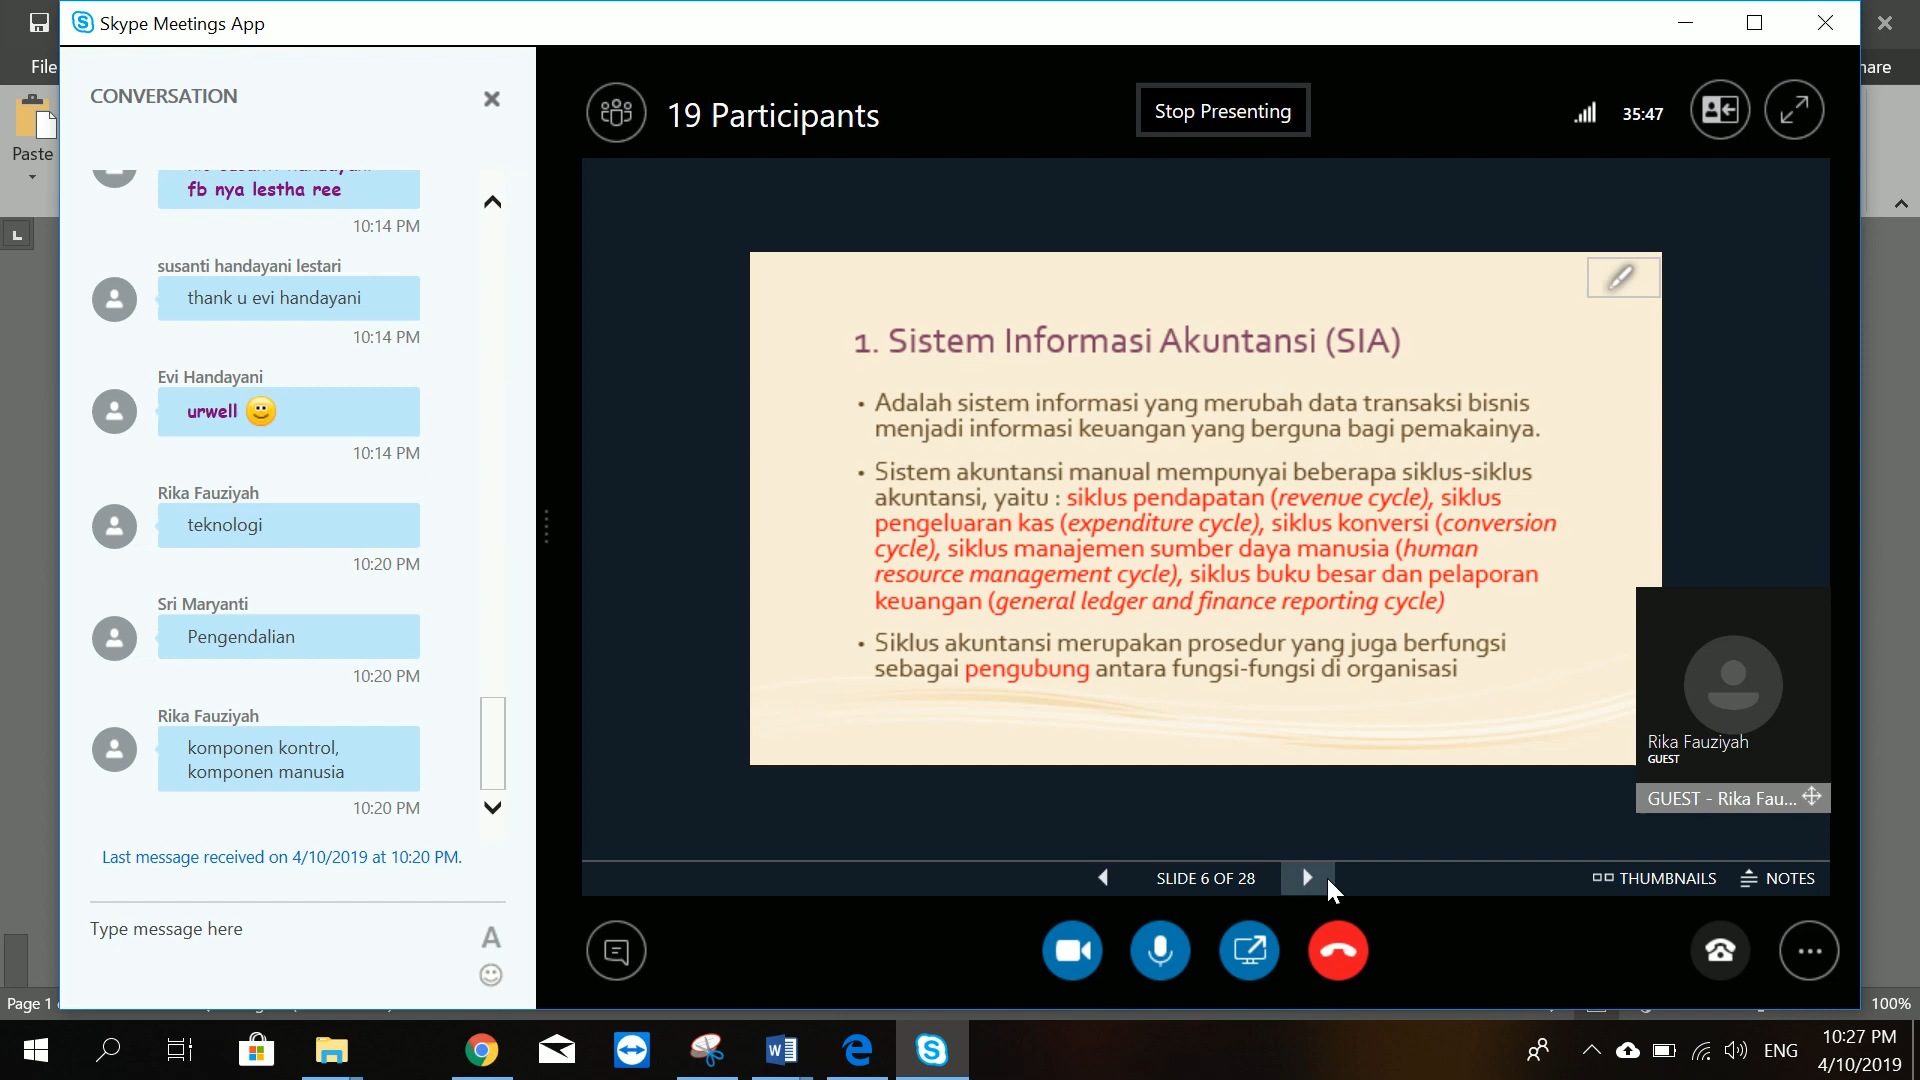 Skype Meetings App
File
hare
Paste
CONVERSATION
fb nya lestha ree
10:14 PM
susanti handayani lestari
thank u evi handayani
10:14 PM
Evi Handayani
urwell
10:14 PM
Rika Fauziyah
teknologi
10:20 PM
Sri Maryanti
Pengendalian
10:20 PM
Rika Fauziyah
komponen kontrol,
komponen manusia
10:20 PM
Last message received on 4/10/2019 at 10:20 PM.
Type message here
A
19 Participants
Stop Presenting
35:47
1. Sistem Informasi Akuntansi (SIA)
• Adalah sistem informasi yang merubah data transaksi bisnis
menjadi informasi keuangan yang berguna bagi pemakainya.
• Sistem akuntansi manual mempunyai beberapa siklus-siklus
akuntansi, yaitu : siklus pendapatan (revenue cycle), siklus
pengeluaran kas (expenditure cycle), siklus konversi (conversion
cycle), siklus manajemen sumber daya manusia (human
resource management cycle), siklus buku besar dan pelaporan
keuangan (general ledger and finance reporting cycle)
• Siklus akuntansi merupakan prosedur yang juga berfungsi
sebagai pengubung antara fungsi-fungsi di organisasi
Rika Fauziyah
GUEST
GUEST - Rika Fau...
SLIDE 6 OF 28
THUMBNAILS
NOTES
Page 1
100%
ENG
10:27 PM
4/10/2019